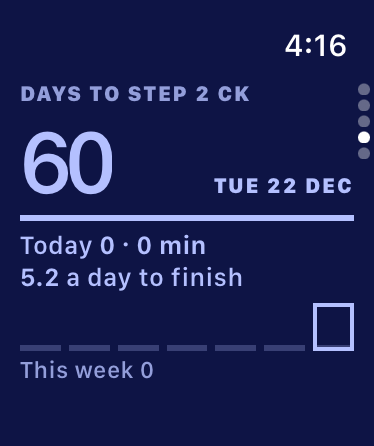 4:16
DAYS TO STEP 2 CK
60
TUE 22 DEC
Today 0 · 0 min
5.2 a day to finish
This week 0